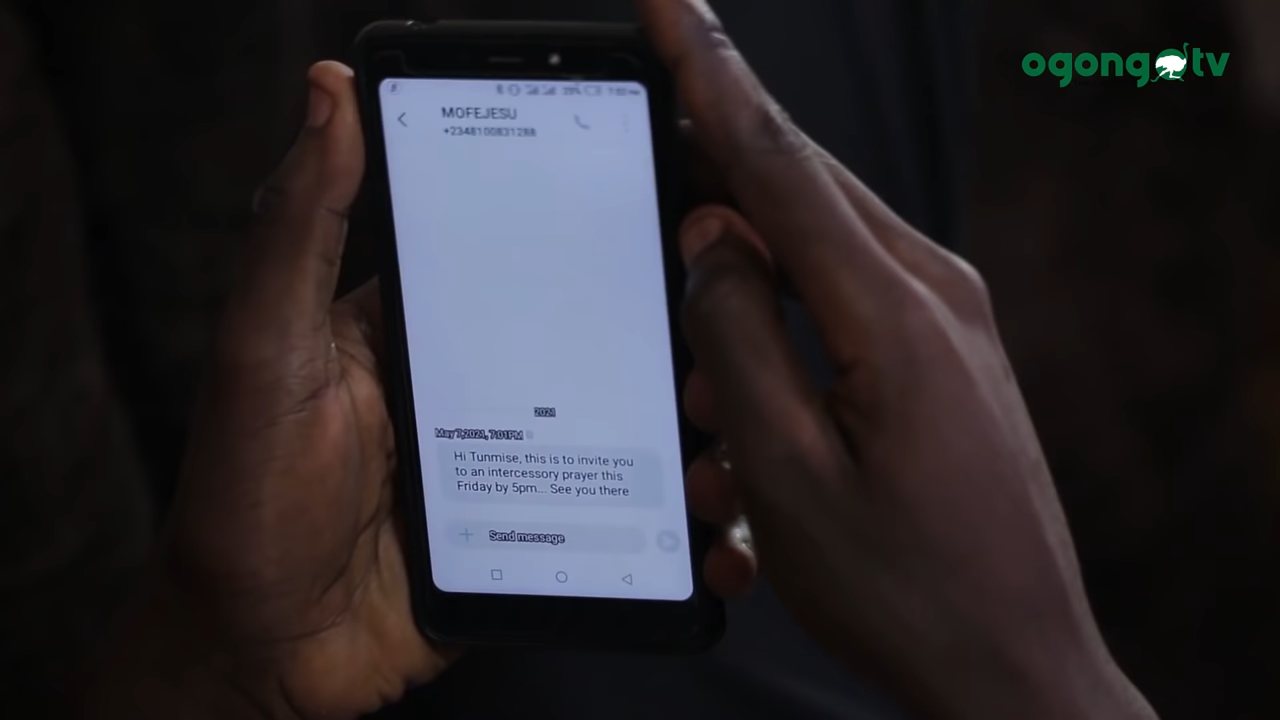 ogongotv
MOFEJESU
+2348100831288
2021
May 7,2021, 7:01PM
Hi Tunmise, this is to invite you
to an intercessory prayer this
Friday by 5pm... See you there
Send message